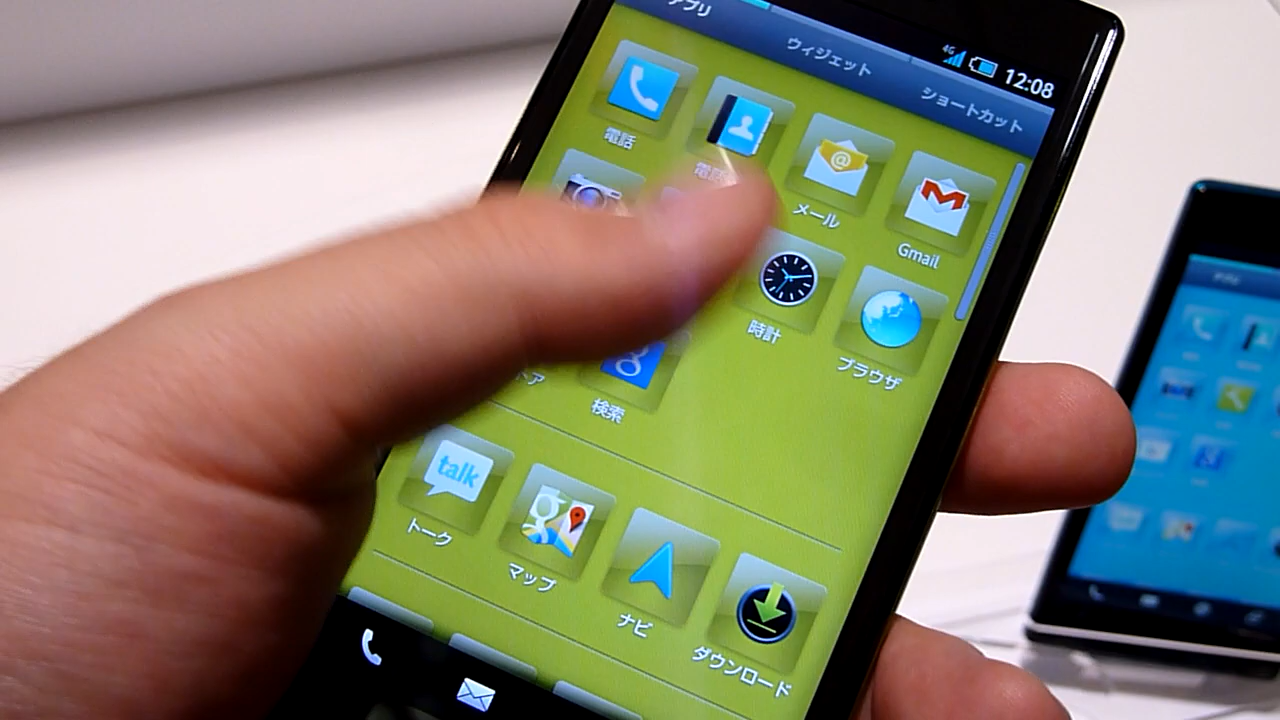 アプリ
ウィジェット
ショートカット
4G
12:08
電話
メール
Gmail
時計
ブラウザ
検索
talk
トーク
マップ
ナビ
ダウンロード